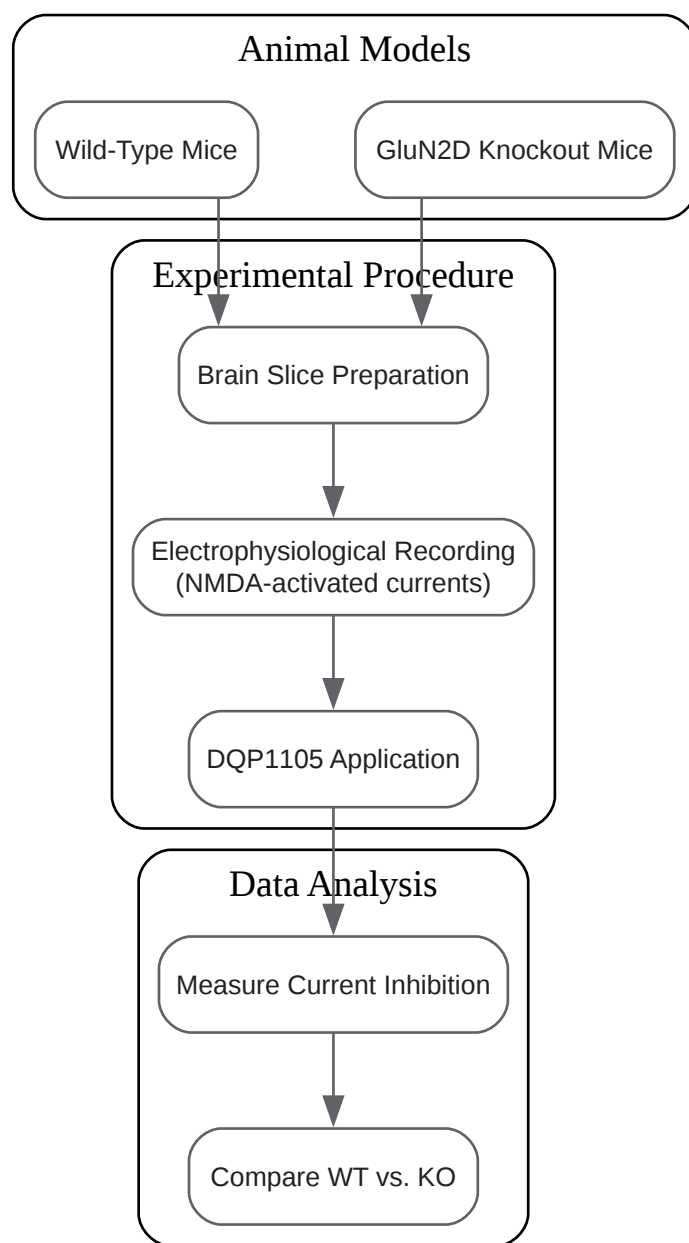 Animal Models
Wild-Type Mice
GluN2D Knockout Mice
Experimental Procedure
Brain Slice Preparation
Electrophysiological Recording
(NMDA-activated currents)
DQP1105 Application
Data Analysis
Measure Current Inhibition
Compare WT vs. KO